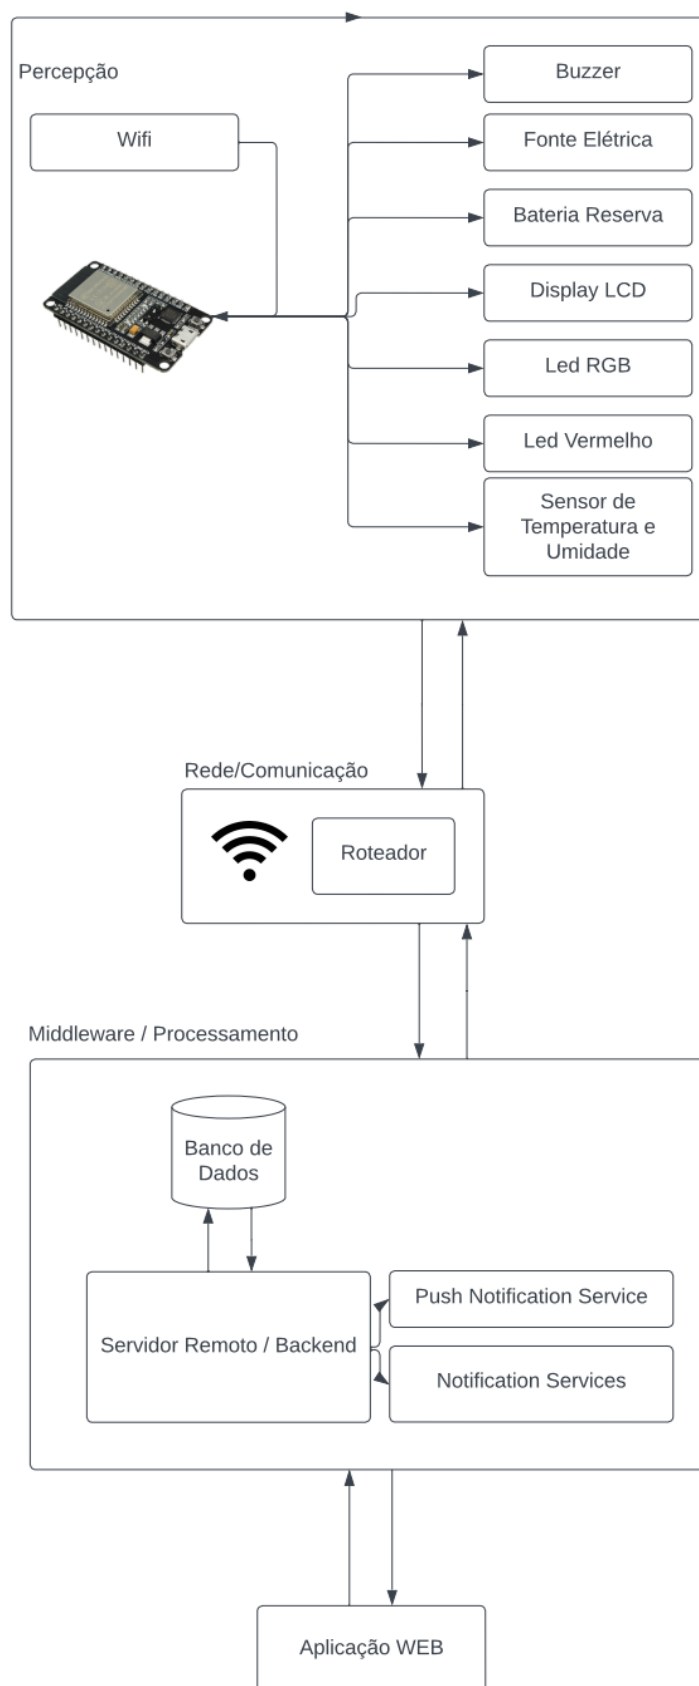 Percepção
Wifi
Buzzer
Fonte Elétrica
Bateria Reserva
Display LCD
Led RGB
Led Vermelho
Sensor de
Temperatura e
Umidade
Rede/Comunicação
Roteador
Middleware / Processamento
Banco de
Dados
Servidor Remoto / Backend
Push Notification Service
Notification Services
Aplicação WEB